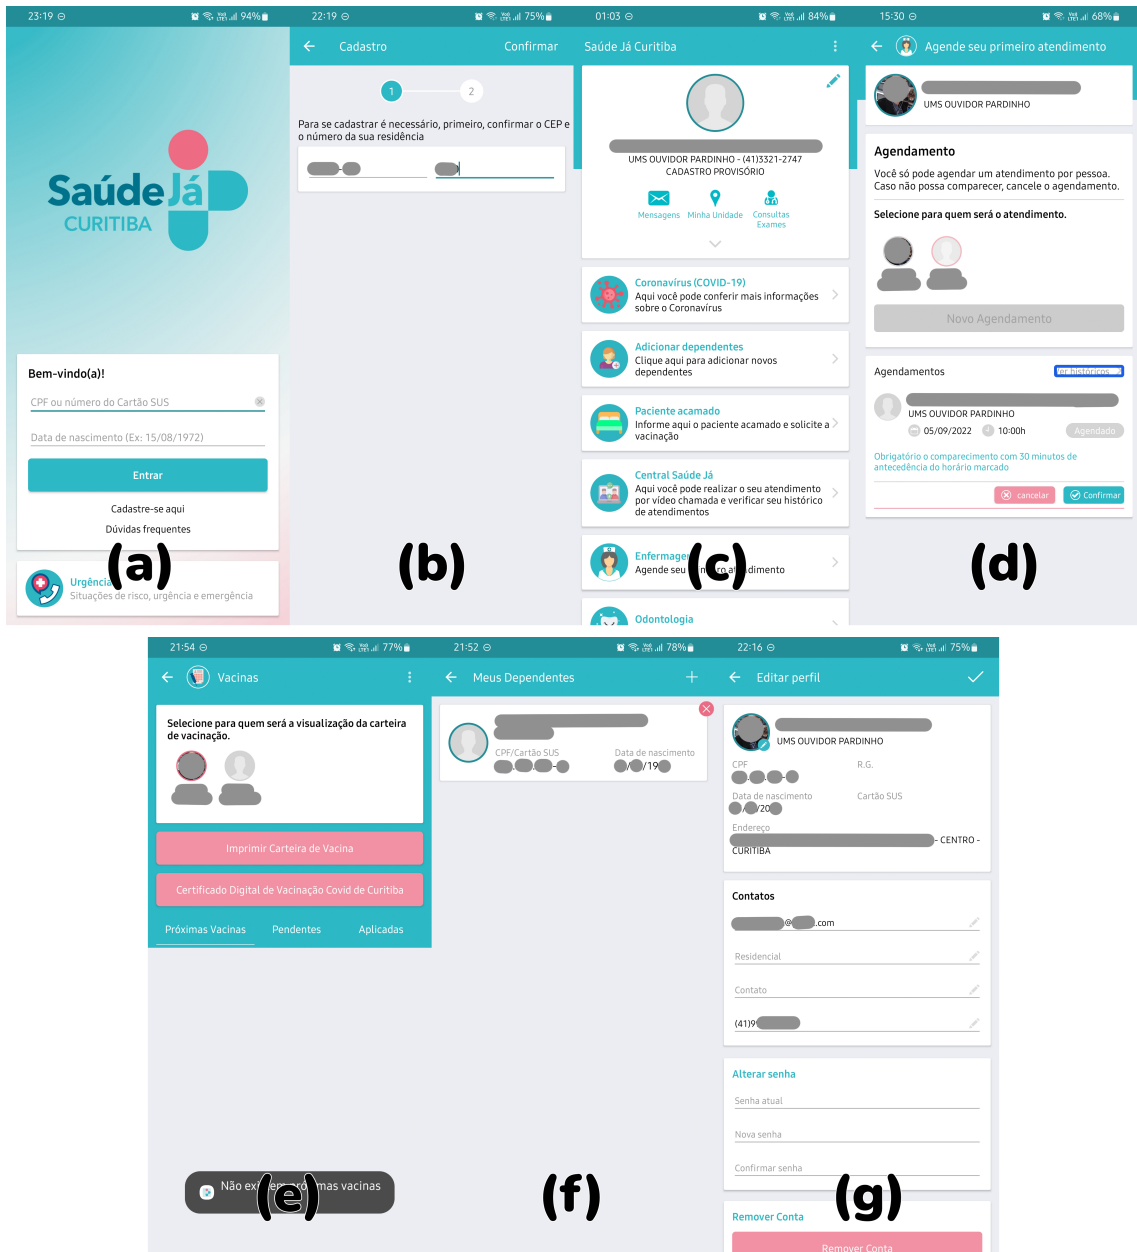 23:19
94%
Saúde Já
CURITIBA
Bem-vindo(a)!
CPF ou número do Cartão SUS
Data de nascimento (Ex: 15/08/1972)
Entrar
Cadastre-se aqui
Dúvidas frequentes
Urgência
Situações de risco, urgência e emergência
(a)
22:19
75%
Cadastro
Confirmar
1
2
Para se cadastrar é necessário, primeiro, confirmar o CEP e
o número da sua residência
(b)
01:03
84%
Saúde Já Curitiba
UMS OUVIDOR PARDINHO - (41)3321-2747
CADASTRO PROVISÓRIO
Mensagens
Minha Unidade
Consultas
Exames
Coronavírus (COVID-19)
Aqui você pode conferir mais informações
sobre o Coronavírus
Adicionar dependentes
Clique aqui para adicionar novos
dependentes
Paciente acamado
Informe aqui o paciente acamado e solicite a
vacinação
Central Saúde Já
Aqui você pode realizar o seu atendimento
por vídeo chamada e verificar seu histórico
de atendimentos
Enfermagem
Agende seu primeiro atendimento
Odontologia
(c)
15:30
68%
Agende seu primeiro atendimento
UMS OUVIDOR PARDINHO
Agendamento
Você só pode agendar um atendimento por pessoa.
Caso não possa comparecer, cancele o agendamento.
Selecione para quem será o atendimento.
Novo Agendamento
Agendamentos
Ver históricos
UMS OUVIDOR PARDINHO
05/09/2022
10:00h
Agendado
Obrigatório o comparecimento com 30 minutos de
antecedência do horário marcado
cancelar
Confirmar
(d)
21:54
77%
Vacinas
Selecione para quem será a visualização da carteira
de vacinação.
Imprimir Carteira de Vacina
Certificado Digital de Vacinação Covid de Curitiba
Próximas Vacinas
Pendentes
Aplicadas
Não existem próximas vacinas
(e)
21:52
78%
Meus Dependentes
CPF/Cartão SUS
Data de nascimento
/19
(f)
22:16
75%
Editar perfil
UMS OUVIDOR PARDINHO
CPF
R.G.
Data de nascimento
Cartão SUS
/20
Endereço
- CENTRO -
CURITIBA
Contatos
@ .com
Residencial
Contato
(41)9
Alterar senha
Senha atual
Nova senha
Confirmar senha
Remover Conta
Remover Conta
(g)